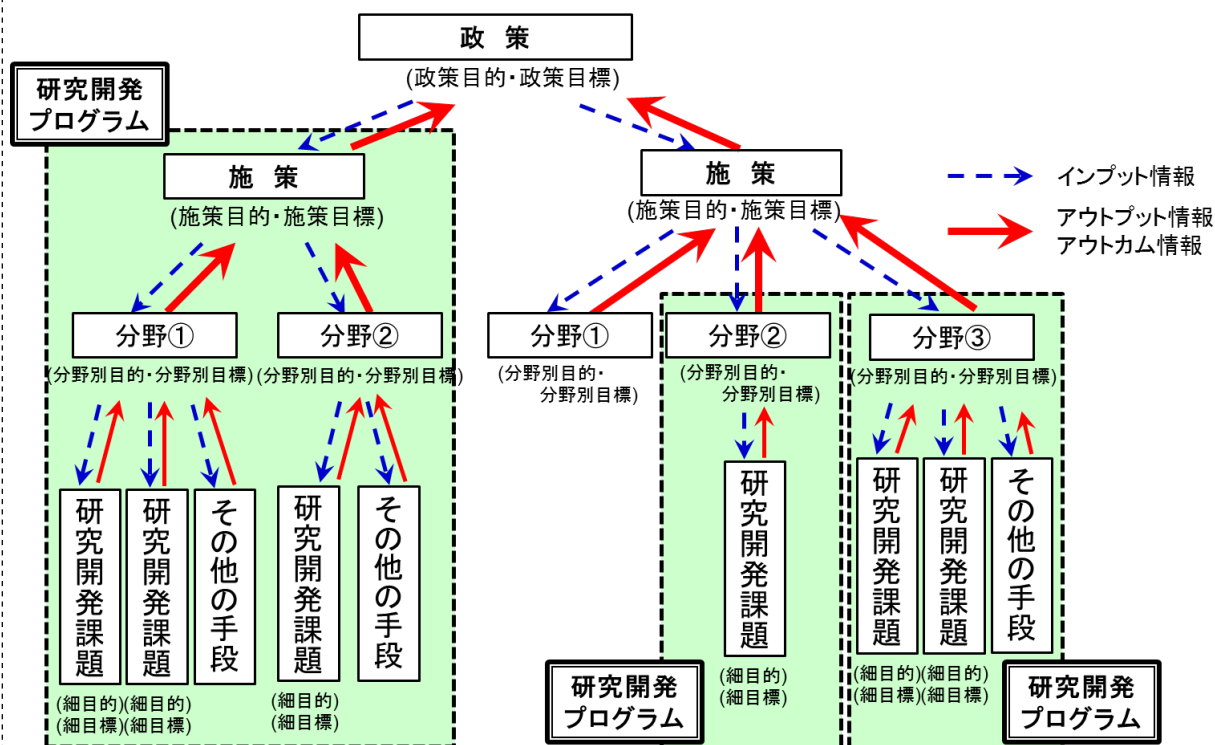 政 策
(政策目的・政策目標)
研究開発
プログラム
施 策
(施策目的・施策目標)
施 策
(施策目的・施策目標)
インプット情報
アウトプット情報
アウトカム情報
分野①
(分野別目的・分野別目標)
分野②
(分野別目的・分野別目標)
分野①
(分野別目的・
分野別目標)
分野②
(分野別目的・
分野別目標)
分野③
(分野別目的・分野別目標)
研究開発課題
(細目的)
(細目標)
研究開発課題
(細目的)
(細目標)
その他の手段
研究開発課題
(細目的)
(細目標)
その他の手段
研究開発課題
(細目的)
(細目標)
研究開発課題
(細目的)
(細目標)
研究開発課題
(細目的)
(細目標)
その他の手段
研究開発
プログラム
研究開発
プログラム